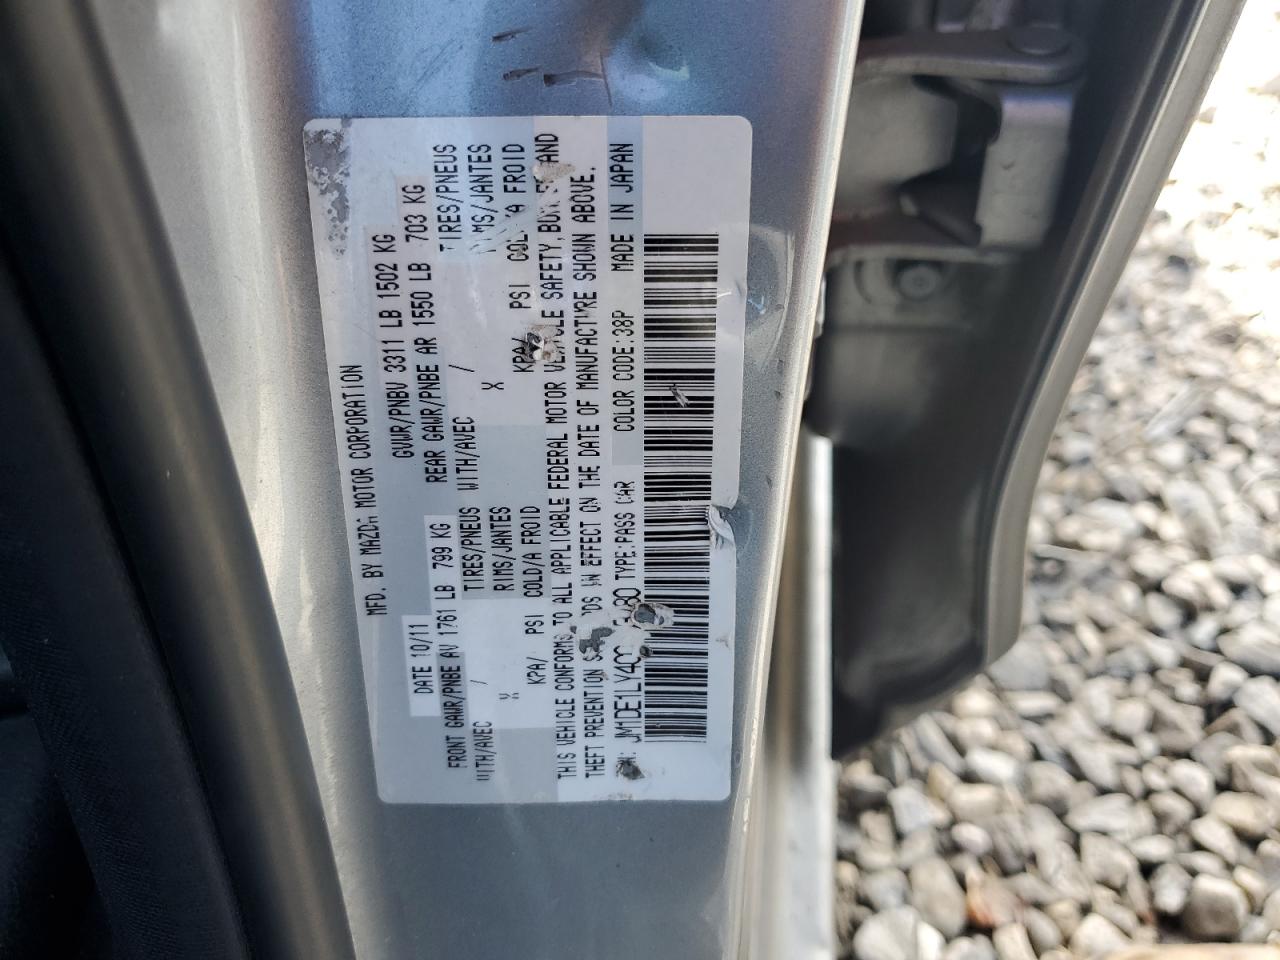 MFD. BY MAZDA MOTOR CORPORATION
DATE 10/11 GVWR/PNBV 3311 LB 1502 KG
FRONT GAWR/PNBE AV 1761 LB 799 KG REAR GAWR/PNBE AR 1550 LB 703 KG
TIRES/PNEUS TIRES/PNEUS
WITH/AVEC / RIMS/JANTES WITH/AVEC / RIMS/JANTES
X X
KPA/ PSI COLD/A FROID KPA/ PSI COLD/A FROID
THIS VEHICLE CONFORMS TO ALL APPLICABLE FEDERAL MOTOR VEHICLE SAFETY, AND
THEFT PREVENTION IN EFFECT ON THE DATE OF MANUFACTURE SHOWN ABOVE.
TYPE:PASS CAR COLOR CODE:38P MADE IN JAPAN